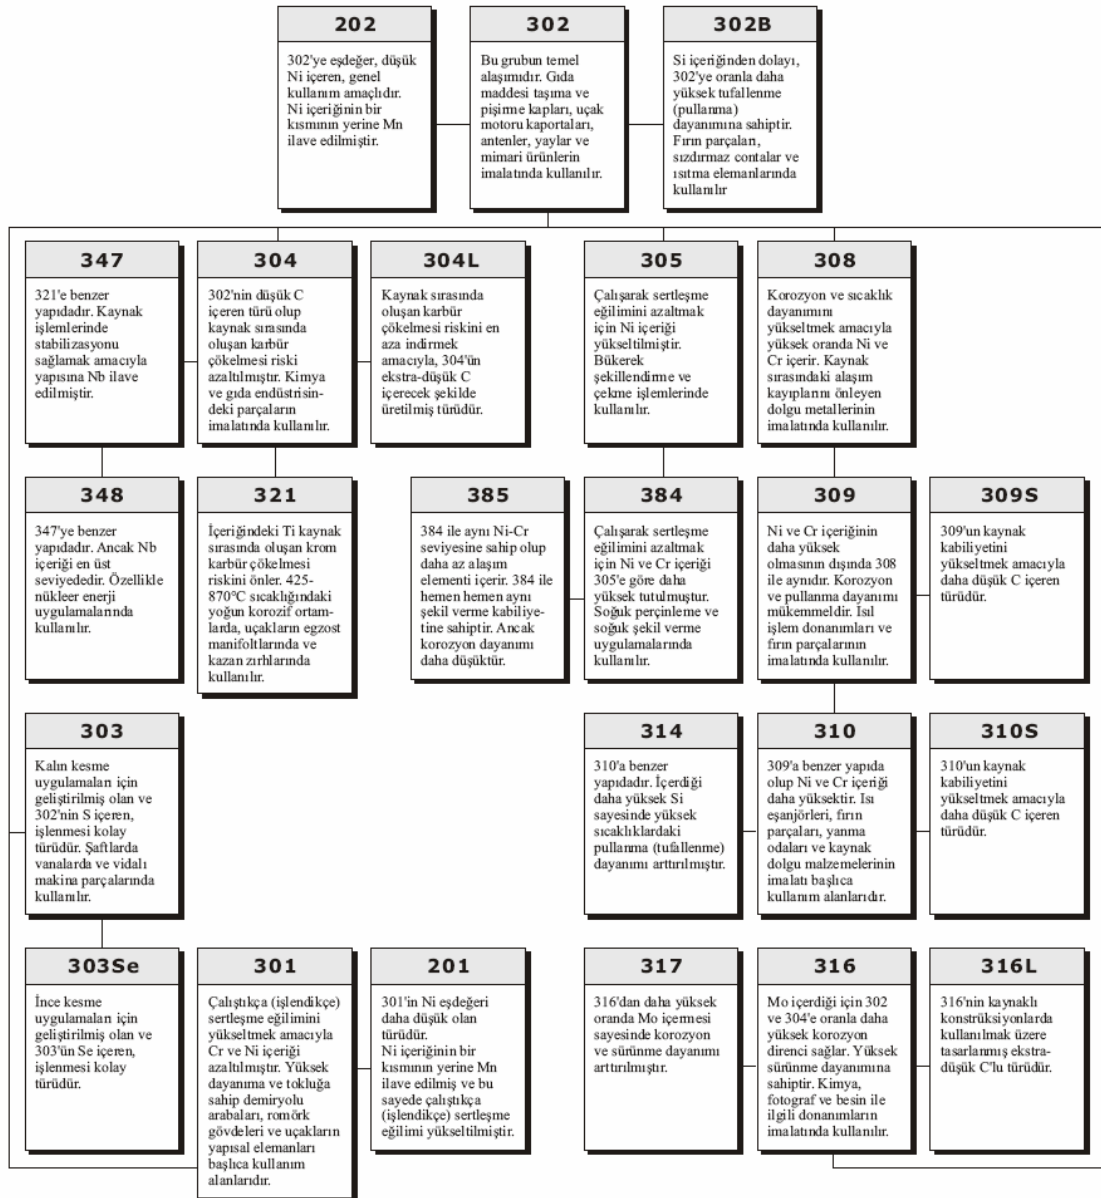 202
302'ye eşdeğer, düşük
Ni içeren, genel
kullanım amaçlıdır.
Ni içeriğinin bir
kısmının yerine Mn
ilave edilmiştir.
302
Bu grubun temel
alaşımıdır. Gıda
maddesi taşıma ve
pişirme kapları, uçak
motoru kaportaları,
antenler, yaylar ve
mimari ürünlerin
imalatında kullanılır.
302B
Si içeriğinden dolayı,
302'ye oranla daha
yüksek tufallenme
(pullanma)
dayanımına sahiptir.
Fırın parçaları,
sızdırmaz contalar ve
ısıtma elemanlarında
kullanılır
347
321'e benzer
yapıdadır. Kaynak
işlemlerinde
stabilizasyonu
sağlamak amacıyla
yapısına Nb ilave
edilmiştir.
304
302'nin düşük C
içeren türü olup
kaynak sırasında
oluşan karbür
çökelmesi riski
azaltılmıştır. Kimya
ve gıda endüstrisin-
deki parçaların
imalatında kullanılır.
304L
Kaynak sırasında
oluşan karbür
çökelmesi riskini en
aza indirmek
amacıyla, 304'ün
ekstra-düşük C
içerecek şekilde
üretilmiş türüdür.
305
Çalışarak sertleşme
eğilimini azaltmak
için Ni içeriği
yükseltilmiştir.
Bükerek
şekillendirme ve
çekme işlemlerinde
kullanılır.
308
Korozyon ve sıcaklık
dayanımını
yükseltmek amacıyla
yüksek oranda Ni ve
Cr içerir. Kaynak
sırasındaki alaşım
kayıplarını önleyen
dolgu metallerinin
imalatında kullanılır.
348
347'ye benzer
yapıdadır. Ancak Nb
içeriği en üst
seviyededir. Özellikle
nükleer enerji
uygulamalarında
kullanılır.
321
İçeriğindeki Ti kaynak
sırasında oluşan krom
karbür çökelmesi
riskini önler. 425-
870°C sıcaklığındaki
yoğun korozif ortam-
larda, uçakların egzost
manifoltlarında ve
kazan zırhlarında
kullanılır.
385
384 ile aynı Ni-Cr
seviyesine sahip olup
daha az alaşım
elementi içerir. 384 ile
hemen hemen aynı
şekil verme kabiliye-
tine sahiptir. Ancak
korozyon dayanımı
daha düşüktür.
384
Çalışarak sertleşme
eğilimini azaltmak
için Ni ve Cr içeriği
305'e göre daha
yüksek tutulmuştur.
Soğuk perçinleme ve
soğuk şekil verme
uygulamalarında
kullanılır.
309
Ni ve Cr içeriğinin
daha yüksek
olmasının dışında 308
ile aynıdır. Korozyon
ve pullanma dayanımı
mükemmeldir. Isıl
işlem donanımları ve
fırın parçalarının
imalatında kullanılır.
309S
309'un kaynak
kabiliyetini
yükseltmek amacıyla
daha düşük C içeren
türüdür.
303
Kalın kesme
uygulamaları için
geliştirilmiş olan ve
302'nin S içeren,
işlenmesi kolay
türüdür. Şaftlarda
vanalarda ve vidalı
makina parçalarında
kullanılır.
314
310'a benzer
yapıdadır. İçerdiği
daha yüksek Si
sayesinde yüksek
sıcaklıklardaki
pullanma (tufallenme)
dayanımı arttırılmıştır.
310
309'a benzer yapıda
olup Ni ve Cr içeriği
daha yüksektir. Isı
eşanjörleri, fırın
parçaları, yanma
odaları ve kaynak
dolgu malzemelerinin
imalatı başlıca
kullanım alanlarıdır.
310S
310'un kaynak
kabiliyetini
yükseltmek amacıyla
daha düşük C içeren
türüdür.
303Se
İnce kesme
uygulamaları için
geliştirilmiş olan ve
303'ün Se içeren,
işlenmesi kolay
türüdür.
301
Çalıştıkça (işlendikçe)
sertleşme eğilimini
yükseltmek amacıyla
Cr ve Ni içeriği
azaltılmıştır. Yüksek
dayanıma ve tokluğa
sahip demiryolu
arabaları, romörk
gövdeleri ve uçakların
yapısal elemanları
başlıca kullanım
alanlarıdır.
201
301'in Ni eşdeğeri
daha düşük olan
türüdür.
Ni içeriğinin bir
kısmının yerine Mn
ilave edilmiş ve bu
sayede çalıştıkça
(işlendikçe) sertleşme
eğilimi yükseltilmiştir.
317
316'dan daha yüksek
oranda Mo içermesi
sayesinde korozyon
ve sürünme dayanımı
arttırılmıştır.
316
Mo içerdiği için 302
ve 304'e oranla daha
yüksek korozyon
direnci sağlar. Yüksek
sürünme dayanımına
sahiptir. Kimya,
fotograf ve besin ile
ilgili donanımların
imalatında kullanılır.
316L
316'nin kaynaklı
konstrüksiyonlarda
kullanılmak üzere
tasarlanmış ekstra-
düşük C'lu türüdür.